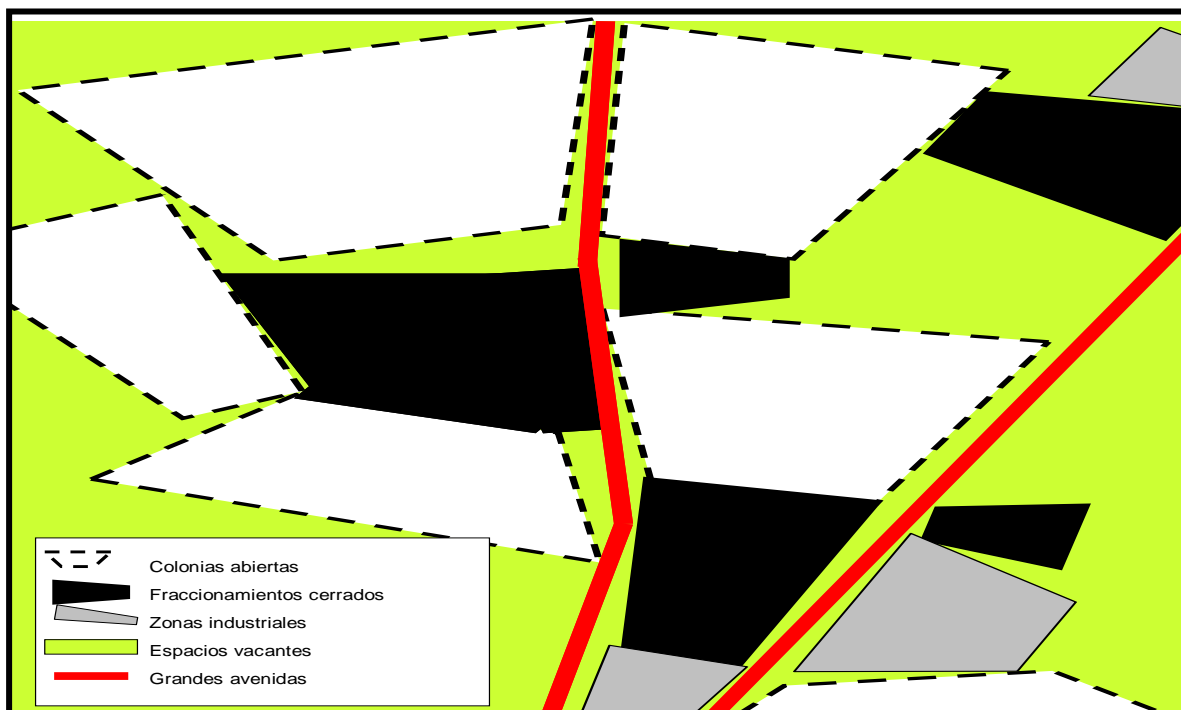 Colonias abiertas
Fraccionamientos cerrados
Zonas industriales
Espacios vacantes
Grandes avenidas